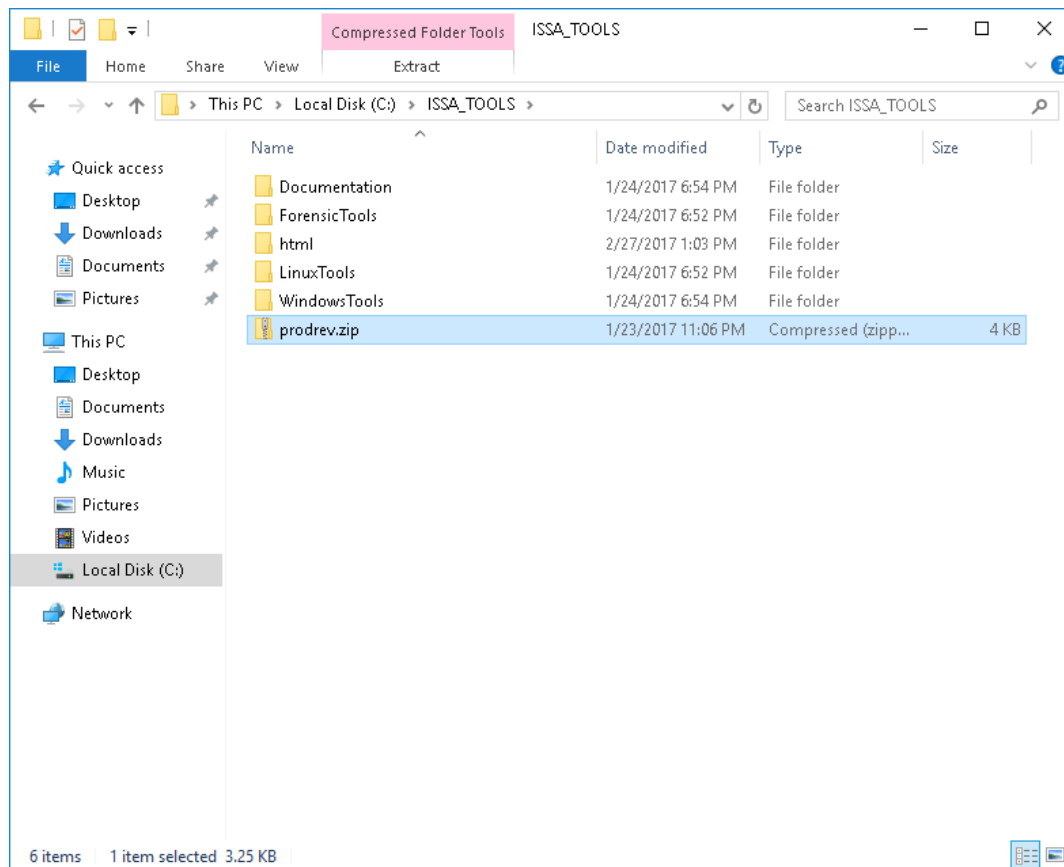 Compressed Folder Tools ISSA_TOOLS
File Home Share View Extract
This PC Local Disk (C:) ISSA_TOOLS Search ISSA_TOOLS
Name Date modified Type Size
Quick access
Desktop
Downloads
Documents
Pictures
This PC
Desktop
Documents
Downloads
Music
Pictures
Videos
Local Disk (C:)
Network
Documentation 1/24/2017 6:54 PM File folder
ForensicTools 1/24/2017 6:52 PM File folder
html 2/27/2017 1:03 PM File folder
LinuxTools 1/24/2017 6:52 PM File folder
WindowsTools 1/24/2017 6:54 PM File folder
prodrev.zip 1/23/2017 11:06 PM Compressed (zipp... 4 KB
6 items 1 item selected 3.25 KB